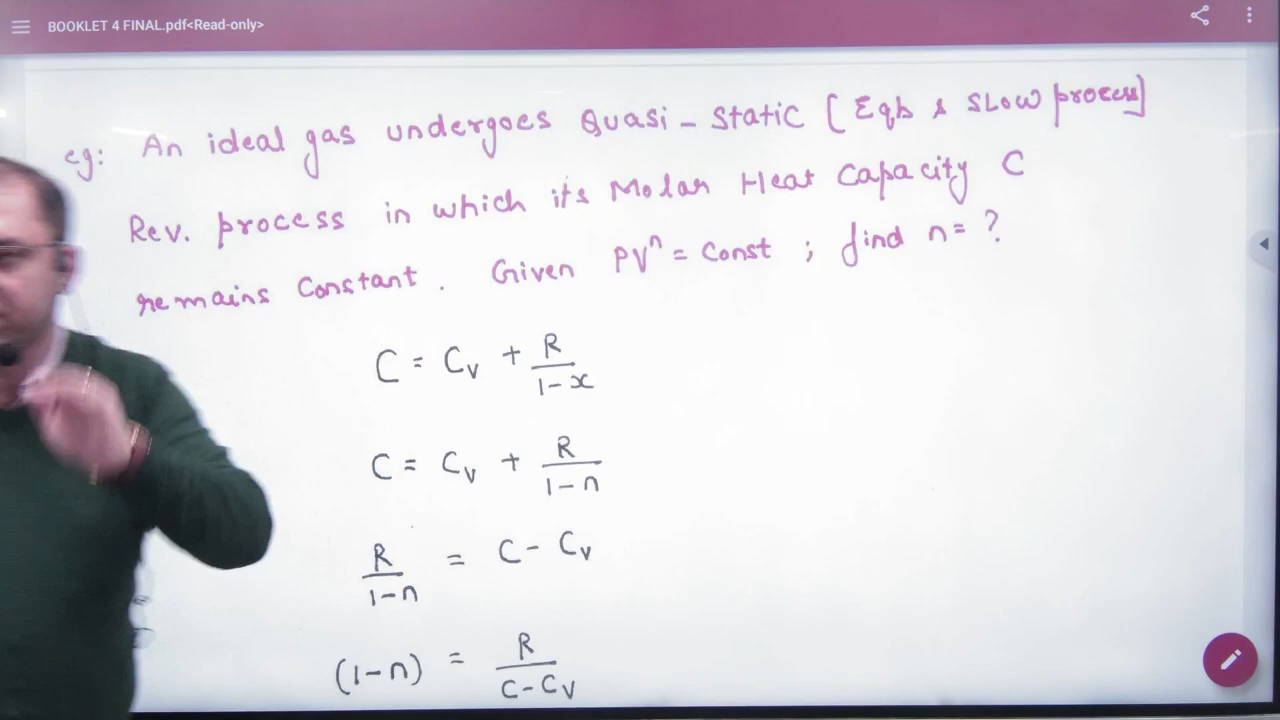 BOOKLET 4 FINAL.pdf<Read-only>
eg: An ideal gas undergoes Quasi-static [Eqb & SLow process]
Rev. process in which its Molar Heat Capacity C
remains Constant. Given PVⁿ = Const ; find n = ?
C = Cᵥ + R/(1-x)
C = Cᵥ + R/(1-n)
R/(1-n) = C - Cᵥ
(1-n) = R/(C-Cᵥ)